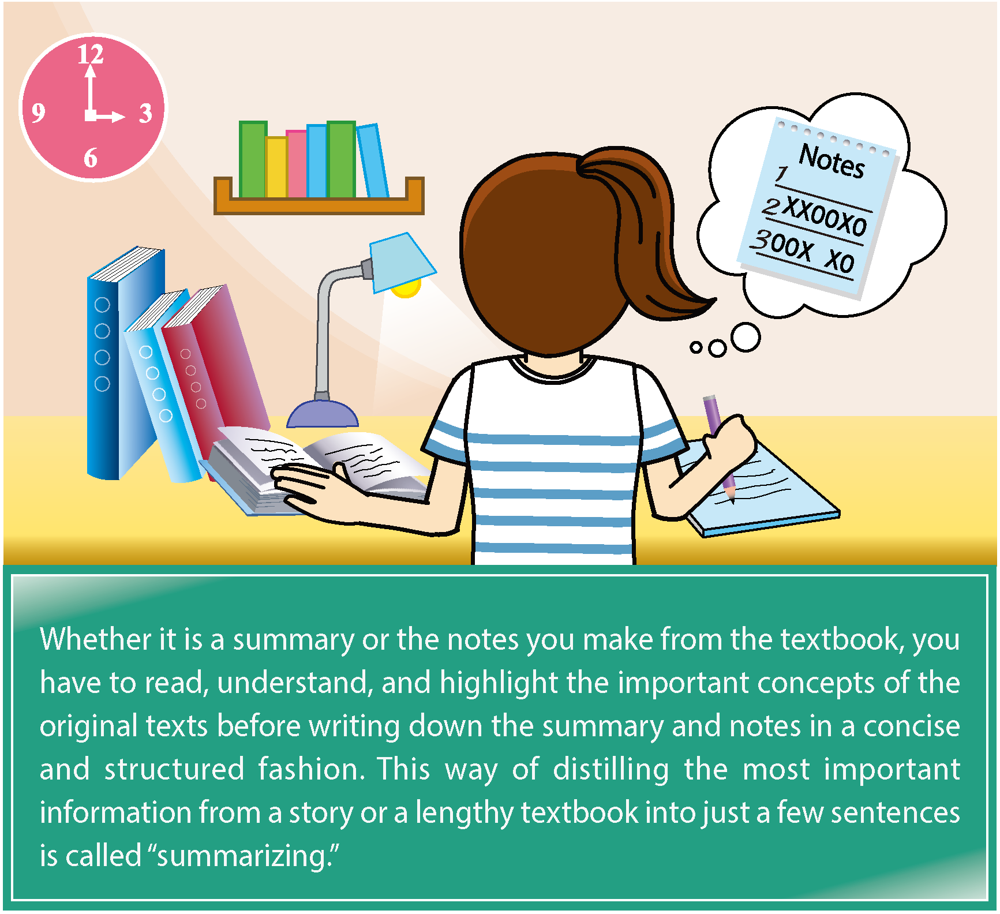 12
9
3
6
Notes
1
2XXOOXO
3OOX XO
Whether it is a summary or the notes you make from the textbook, you
have to read, understand, and highlight the important concepts of the
original texts before writing down the summary and notes in a concise
and structured fashion. This way of distilling the most important
information from a story or a lengthy textbook into just a few sentences
is called “summarizing.”